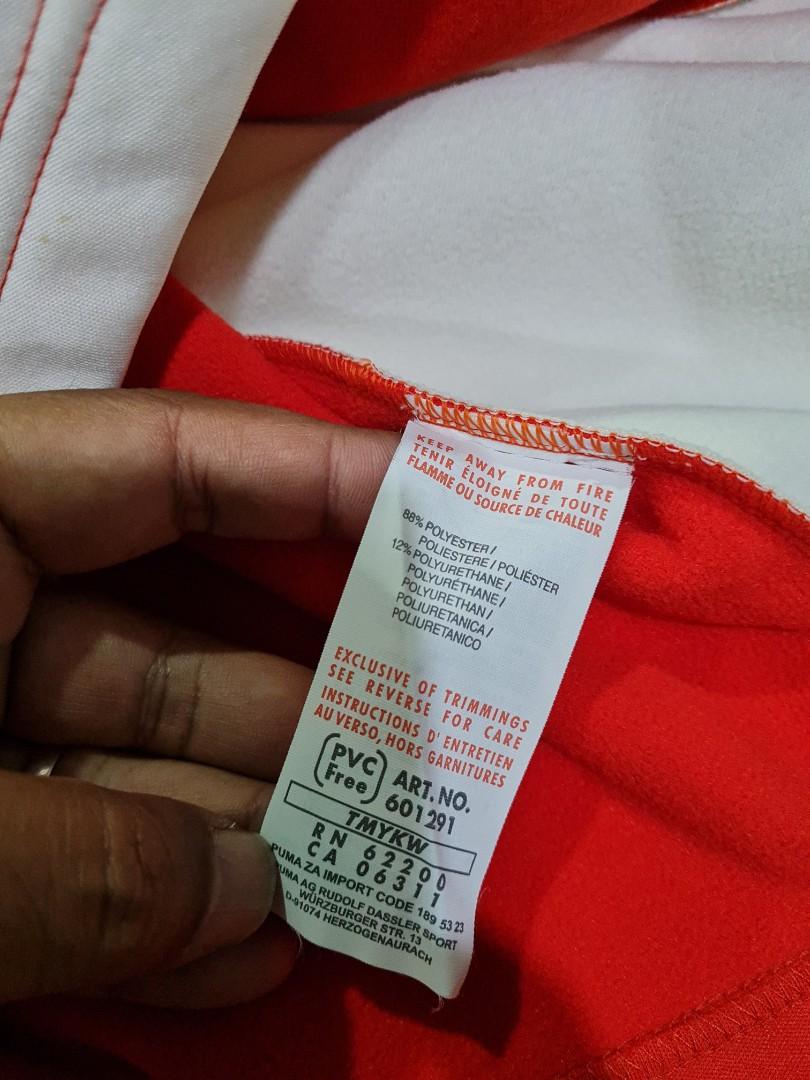 KEEP AWAY FROM FIRE
TENIR ÉLOIGNÉ DE TOUTE
FLAMME OU SOURCE DE CHALEUR
88% POLYESTER/
POLIESTERE/POLIÉSTER
12% POLYURETHANE/
POLYURÉTHANE/
POLYURETHAN/
POLIURETANICA/
POLIURETANICO
EXCLUSIVE OF TRIMMINGS
SEE REVERSE FOR CARE
INSTRUCTIONS D'ENTRETIEN
AU VERSO, HORS GARNITURES
PVC
Free
ART.NO.
601291
TMYKW
RN 62200
CA 06311
PUMA ZA IMPORT CODE 189 53 23
PUMA AG RUDOLF DASSLER SPORT
WÜRZBURGER STR. 13
D-91074 HERZOGENAURACH